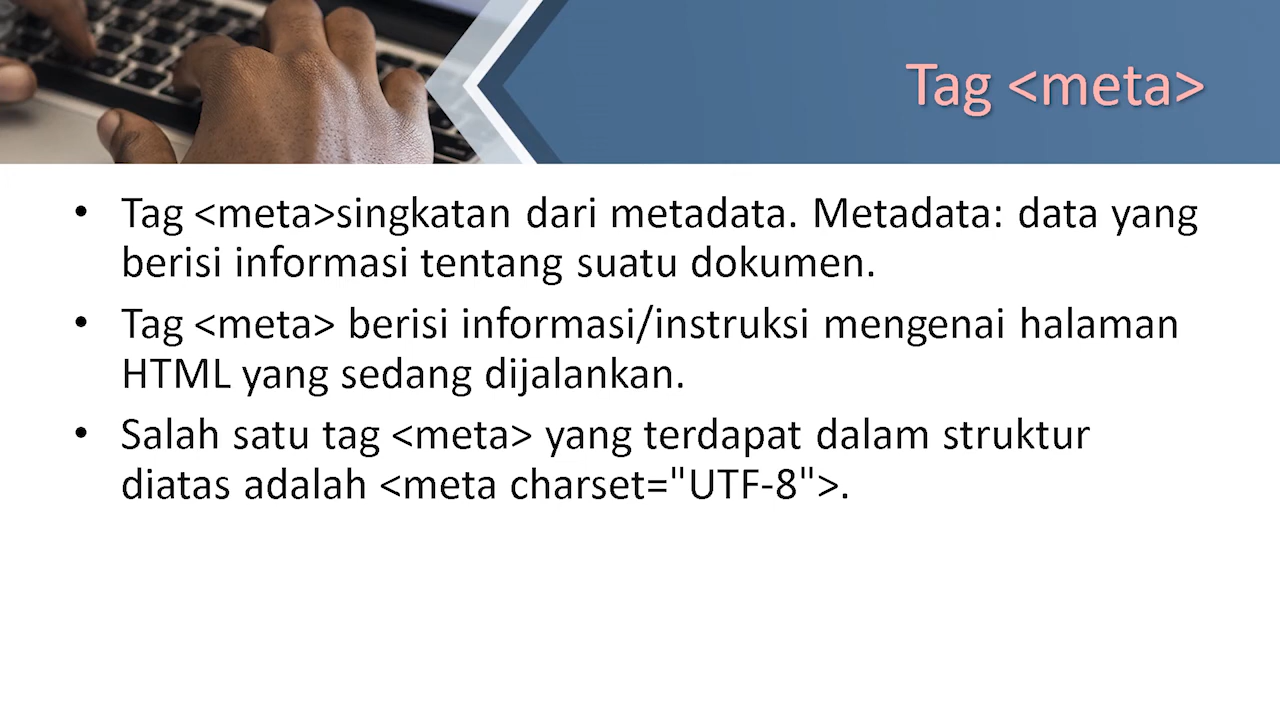 Tag <meta>
• Tag <meta>singkatan dari metadata. Metadata: data yang
berisi informasi tentang suatu dokumen.
• Tag <meta> berisi informasi/instruksi mengenai halaman
HTML yang sedang dijalankan.
• Salah satu tag <meta> yang terdapat dalam struktur
diatas adalah <meta charset="UTF-8">.